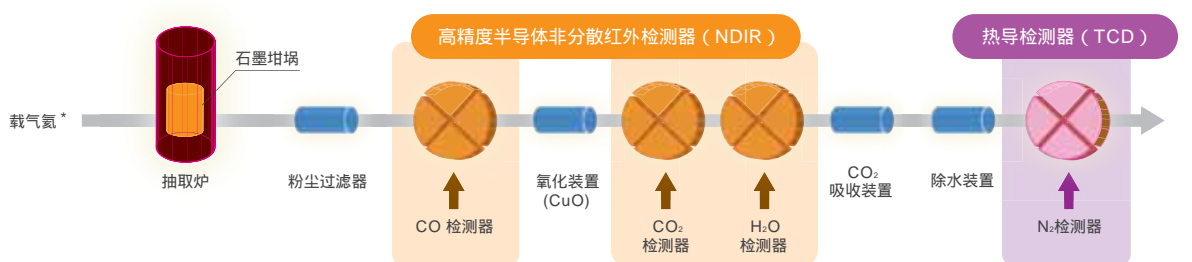 高精度半导体非分散红外检测器（NDIR）
热导检测器（TCD）
石墨坩埚
载气氦 *
抽取炉
粉尘过滤器
CO 检测器
氧化装置
(CuO)
CO₂
检测器
H₂O
检测器
CO₂
吸收装置
除水装置
N₂检测器